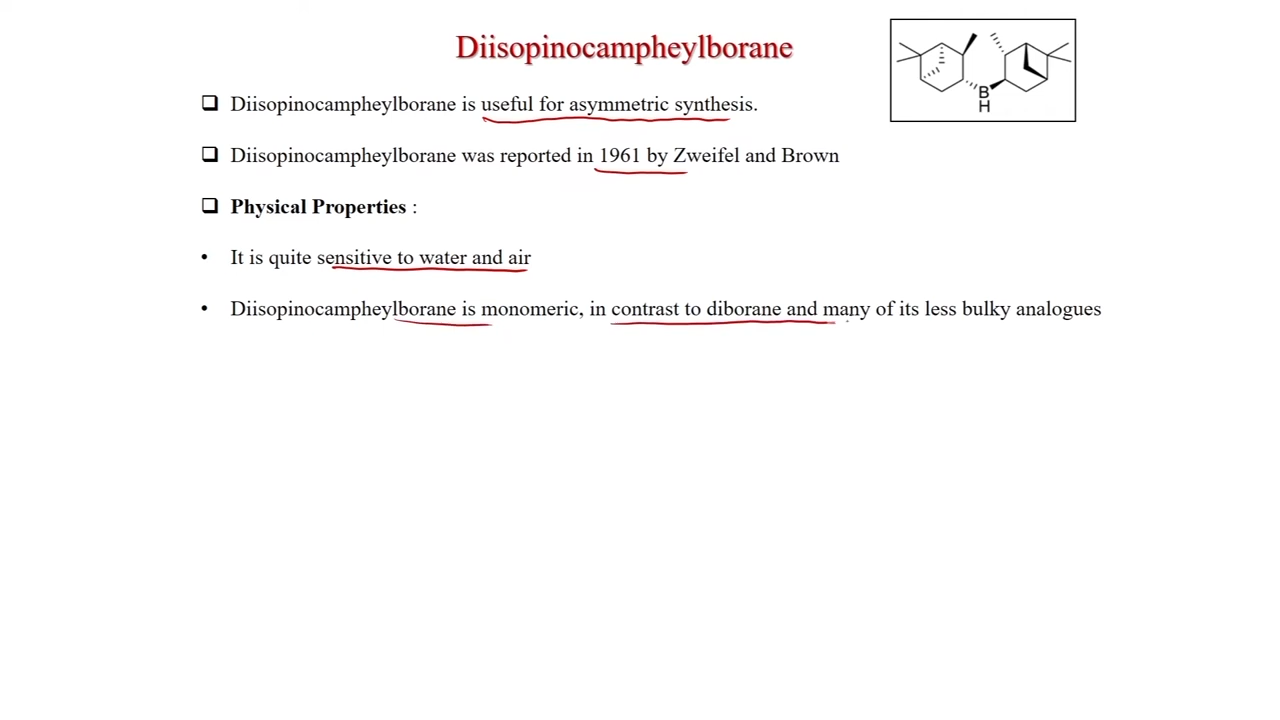 Diisopinocampheylborane
Diisopinocampheylborane is useful for asymmetric synthesis.
Diisopinocampheylborane was reported in 1961 by Zweifel and Brown
Physical Properties :
• It is quite sensitive to water and air
• Diisopinocampheylborane is monomeric, in contrast to diborane and many of its less bulky analogues
B
H